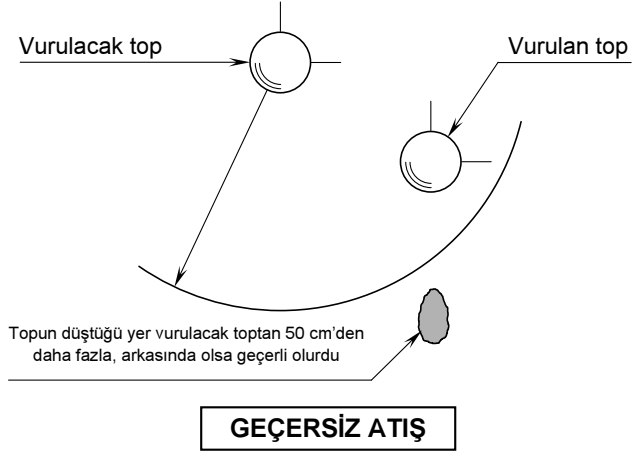 Vurulacak top
Vurulan top
Topun düştüğü yer vurulacak toptan 50 cm'den
daha fazla, arkasında olsa geçerli olurdu
GEÇERSİZ ATIŞ